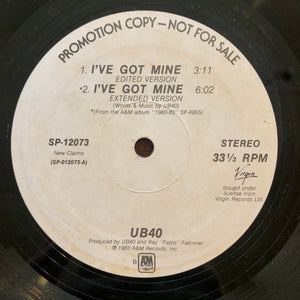 PROMOTION COPY—NOT FOR SALE
1. I'VE GOT MINE 3:11
EDITED VERSION
*2. I'VE GOT MINE 6:02
EXTENDED VERSION
(Words & Music by UB40)
*(From the A&M album "1980-83" SP-4955)
SP-12073
New Claims
(SP-012073-A)
STEREO
33⅓ RPM
Virgin
Issued under
license from
Virgin Records Ltd.
UB40
Produced by UB40 and Ray "Pablo" Falconer
℗ 1983 A&M Records, Inc.
B
A&M